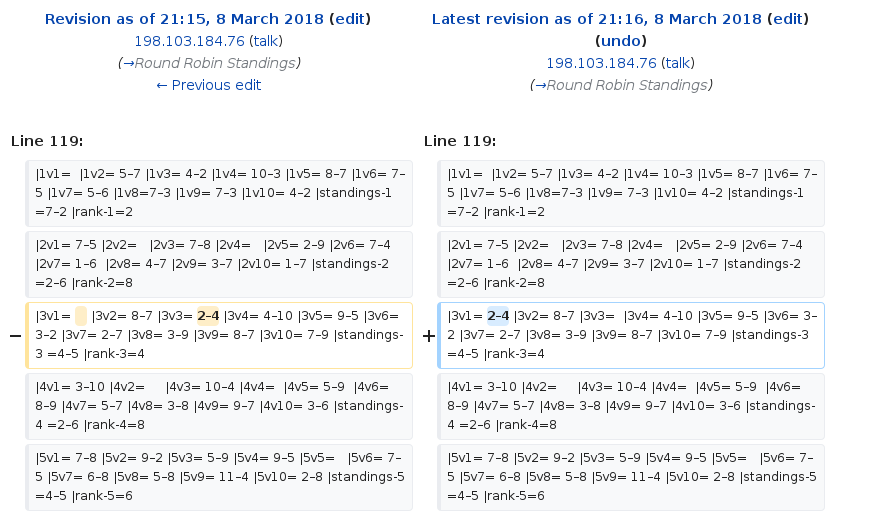 Revision as of 21:15, 8 March 2018 (edit)
198.103.184.76 (talk)
(→Round Robin Standings)
← Previous edit
Latest revision as of 21:16, 8 March 2018 (edit)
(undo)
198.103.184.76 (talk)
(→Round Robin Standings)
Line 119:
Line 119:
|1v1=  |1v2= 5–7 |1v3= 4–2 |1v4= 10–3 |1v5= 8–7 |1v6= 7–
5 |1v7= 5–6 |1v8=7–3 |1v9= 7–3 |1v10= 4–2 |standings-1
=7–2 |rank-1=2
|1v1=  |1v2= 5–7 |1v3= 4–2 |1v4= 10–3 |1v5= 8–7 |1v6= 7–
5 |1v7= 5–6 |1v8=7–3 |1v9= 7–3 |1v10= 4–2 |standings-1
=7–2 |rank-1=2
|2v1= 7–5 |2v2=   |2v3= 7–8 |2v4=   |2v5= 2–9 |2v6= 7–4
|2v7= 1–6  |2v8= 4–7 |2v9= 3–7 |2v10= 1–7 |standings-2
=2–6 |rank-2=8
|2v1= 7–5 |2v2=   |2v3= 7–8 |2v4=   |2v5= 2–9 |2v6= 7–4
|2v7= 1–6  |2v8= 4–7 |2v9= 3–7 |2v10= 1–7 |standings-2
=2–6 |rank-2=8
− |3v1=   |3v2= 8–7 |3v3= 2–4 |3v4= 4–10 |3v5= 9–5 |3v6=
3–2 |3v7= 2–7 |3v8= 3–9 |3v9= 8–7 |3v10= 7–9 |standings-
3 =4–5 |rank-3=4
+ |3v1= 2–4 |3v2= 8–7 |3v3=  |3v4= 4–10 |3v5= 9–5 |3v6= 3–
2 |3v7= 2–7 |3v8= 3–9 |3v9= 8–7 |3v10= 7–9 |standings-3
=4–5 |rank-3=4
|4v1= 3–10 |4v2=     |4v3= 10–4 |4v4=  |4v5= 5–9  |4v6=
8–9 |4v7= 5–7 |4v8= 3–8 |4v9= 9–7 |4v10= 3–6 |standings-
4 =2–6 |rank-4=8
|4v1= 3–10 |4v2=     |4v3= 10–4 |4v4=  |4v5= 5–9  |4v6=
8–9 |4v7= 5–7 |4v8= 3–8 |4v9= 9–7 |4v10= 3–6 |standings-
4 =2–6 |rank-4=8
|5v1= 7–8 |5v2= 9–2 |5v3= 5–9 |5v4= 9–5 |5v5=   |5v6= 7–
5 |5v7= 6–8 |5v8= 5–8 |5v9= 11–4 |5v10= 2–8 |standings-5
=4–5 |rank-5=6
|5v1= 7–8 |5v2= 9–2 |5v3= 5–9 |5v4= 9–5 |5v5=   |5v6= 7–
5 |5v7= 6–8 |5v8= 5–8 |5v9= 11–4 |5v10= 2–8 |standings-5
=4–5 |rank-5=6